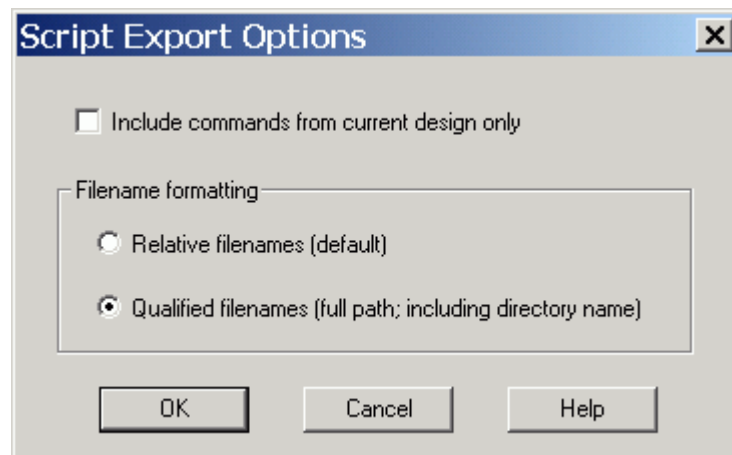 Script Export Options
Include commands from current design only
Filename formatting
Relative filenames (default)
Qualified filenames (full path; including directory name)
OK Cancel Help